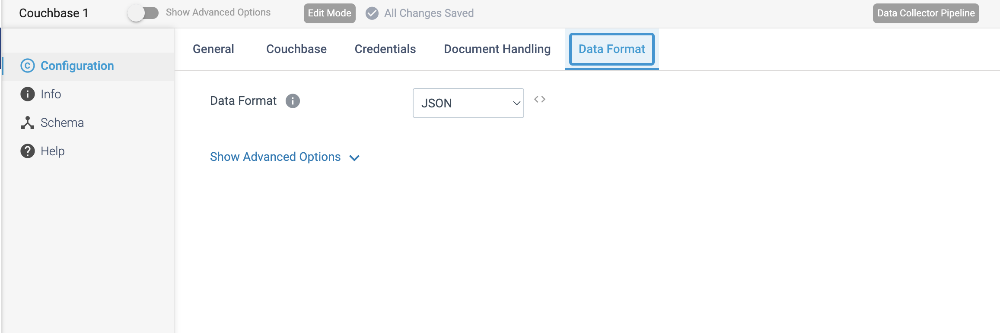 Couchbase 1
Show Advanced Options
Edit Mode
All Changes Saved
Data Collector Pipeline
Configuration
Info
Schema
Help
General
Couchbase
Credentials
Document Handling
Data Format
Data Format
JSON
Show Advanced Options